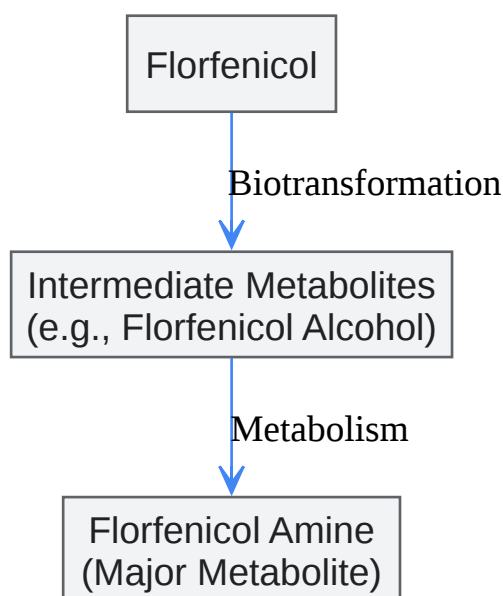 Florfenicol
Biotransformation
Intermediate Metabolites
(e.g., Florfenicol Alcohol)
Metabolism
Florfenicol Amine
(Major Metabolite)